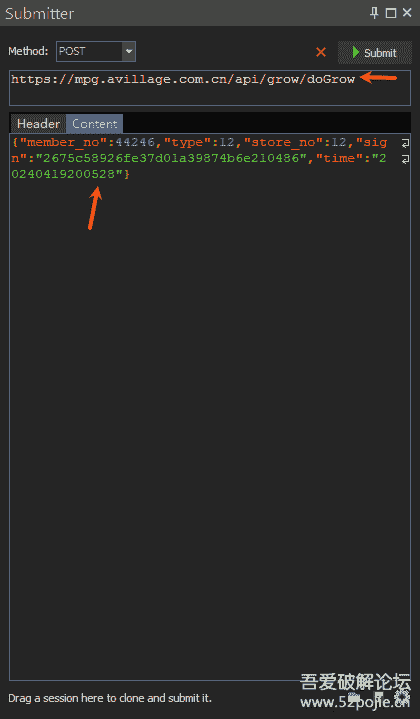 Submitter
Method: POST Submit
https://mpg.avillage.com.cn/api/grow/doGrow
Header Content
{"member_no":44246,"type":12,"store_no":12,"sig
n":"2675c58926fe37d01a39874b6e210486","time":"2
0240419200528"}
Drag a session here to clone and submit it.
吾爱破解论坛
www.52pojie.cn